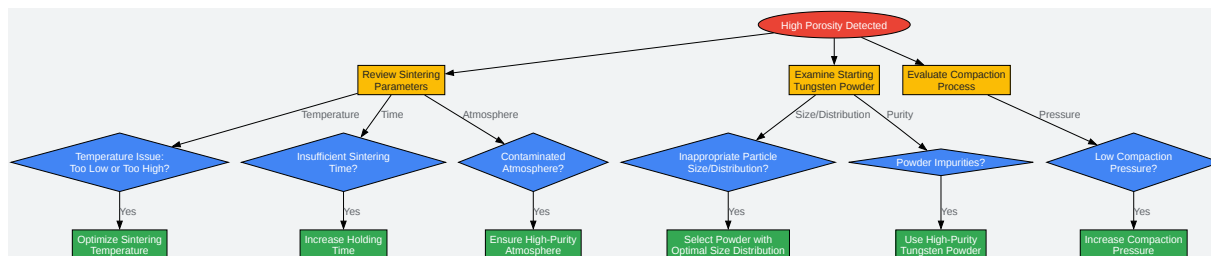 High Porosity Detected
Review Sintering
Parameters
Examine Starting
Tungsten Powder
Evaluate Compaction
Process
Temperature
Time
Atmosphere
Size/Distribution
Purity
Pressure
Temperature Issue:
Too Low or Too High?
Insufficient Sintering
Time?
Contaminated
Atmosphere?
Inappropriate Particle
Size/Distribution?
Powder Impurities?
Low Compaction
Pressure?
Yes
Yes
Yes
Yes
Yes
Yes
Optimize Sintering
Temperature
Increase Holding
Time
Ensure High-Purity
Atmosphere
Select Powder with
Optimal Size Distribution
Use High-Purity
Tungsten Powder
Increase Compaction
Pressure